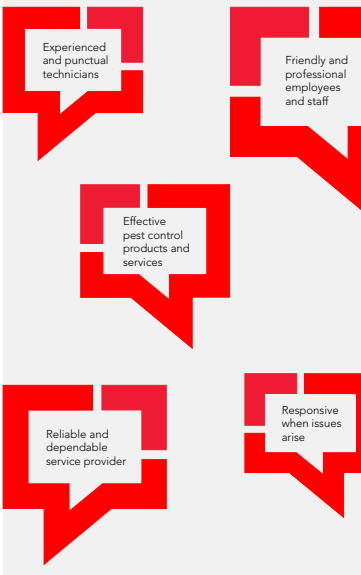 Experienced
and punctual
technicians
Friendly and
professional
employees
and staff
Effective
pest control
products and
services
Reliable and
dependable
service provider
Responsive
when issues
arise